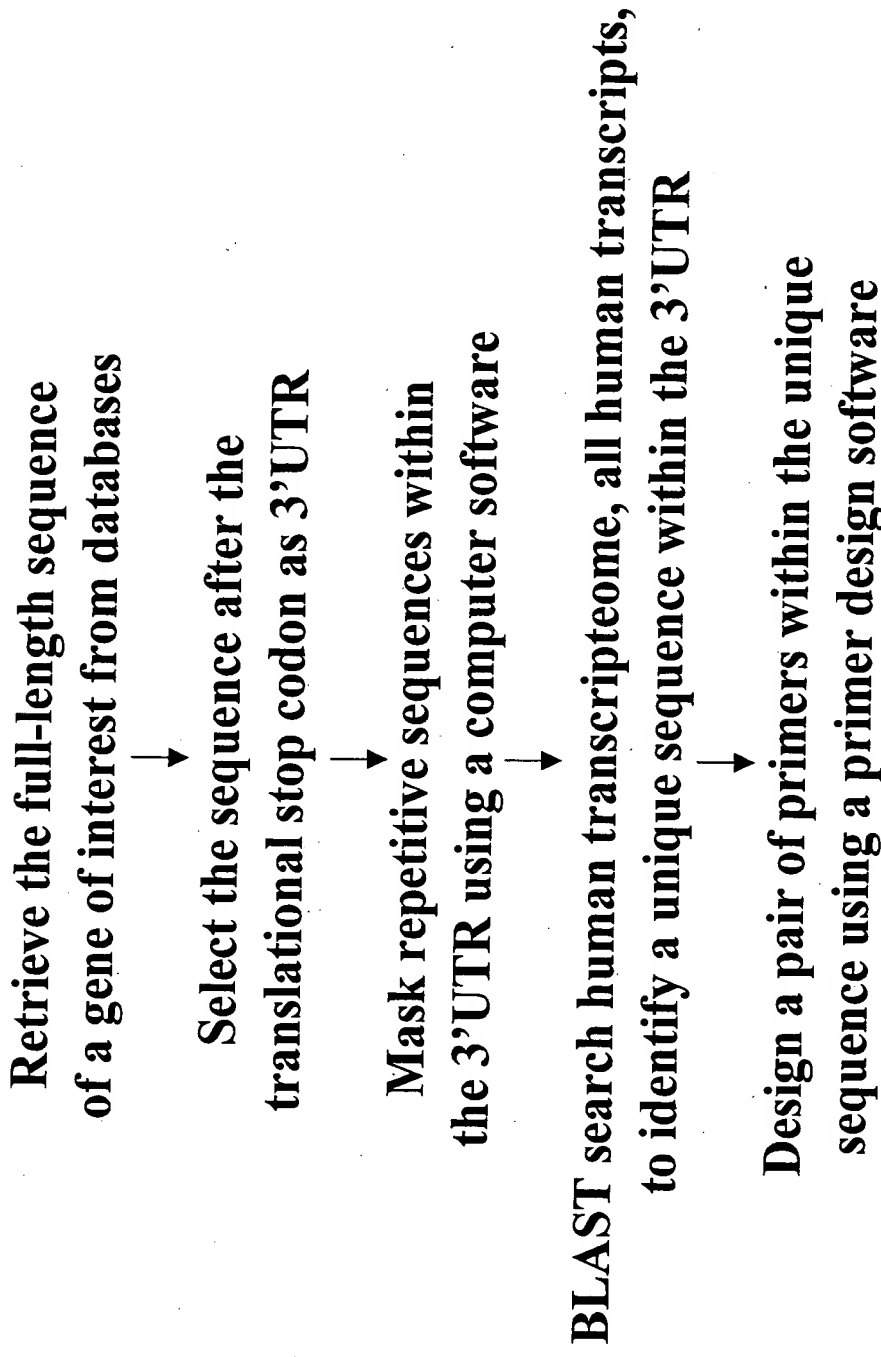 Retrieve the full-length sequence
of a gene of interest from databases
Select the sequence after the
translational stop codon as 3'UTR
Mask repetitive sequences within
the 3'UTR using a computer software
BLAST search human transcripteome, all human transcripts,
to identify a unique sequence within the 3'UTR
Design a pair of primers within the unique
sequence using a primer design software